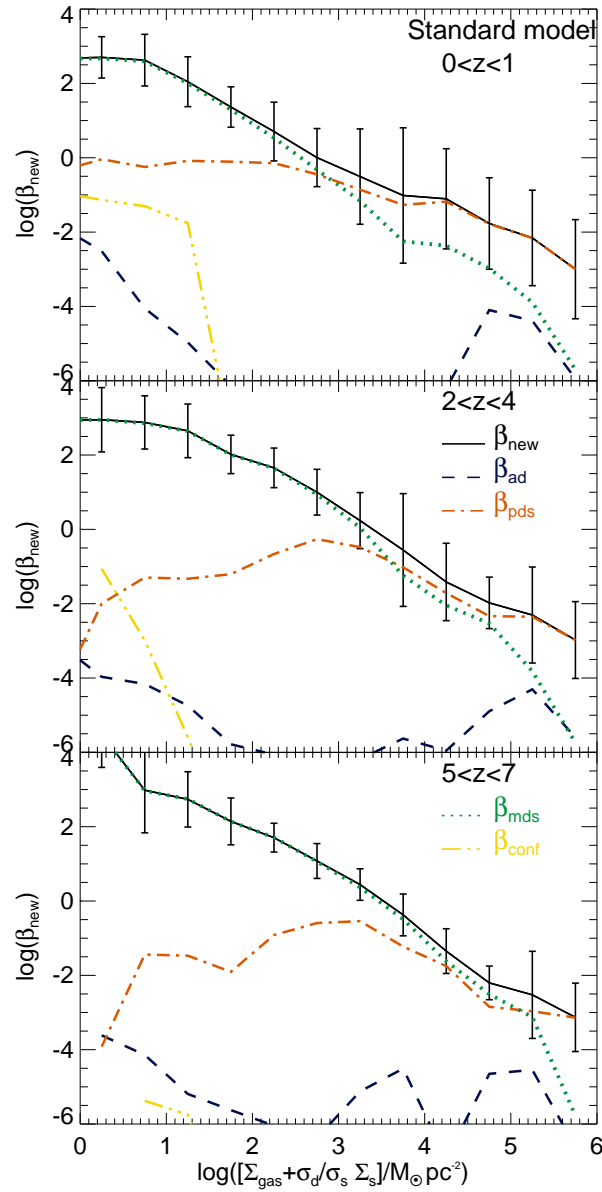 Standard model
0<z<1
4
2
0
-2
-4
-6
log(β_new)
2<z<4
β_new
β_ad
β_pds
4
2
0
-2
-4
-6
log(β_new)
5<z<7
β_mds
β_conf
4
2
0
-2
-4
-6
log(β_new)
0 1 2 3 4 5 6
log([Σ_gas+σ_d/σ_s Σ_s]/M_⊙pc^-2)